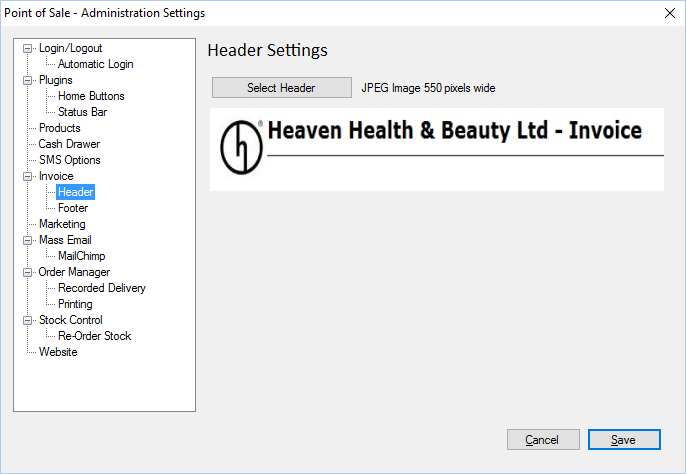 Point of Sale - Administration Settings
Login/Logout
Automatic Login
Plugins
Home Buttons
Status Bar
Products
Cash Drawer
SMS Options
Invoice
Header
Footer
Marketing
Mass Email
MailChimp
Order Manager
Recorded Delivery
Printing
Stock Control
Re-Order Stock
Website
Header Settings
Select Header JPEG Image 550 pixels wide
h® Heaven Health & Beauty Ltd - Invoice
Cancel Save